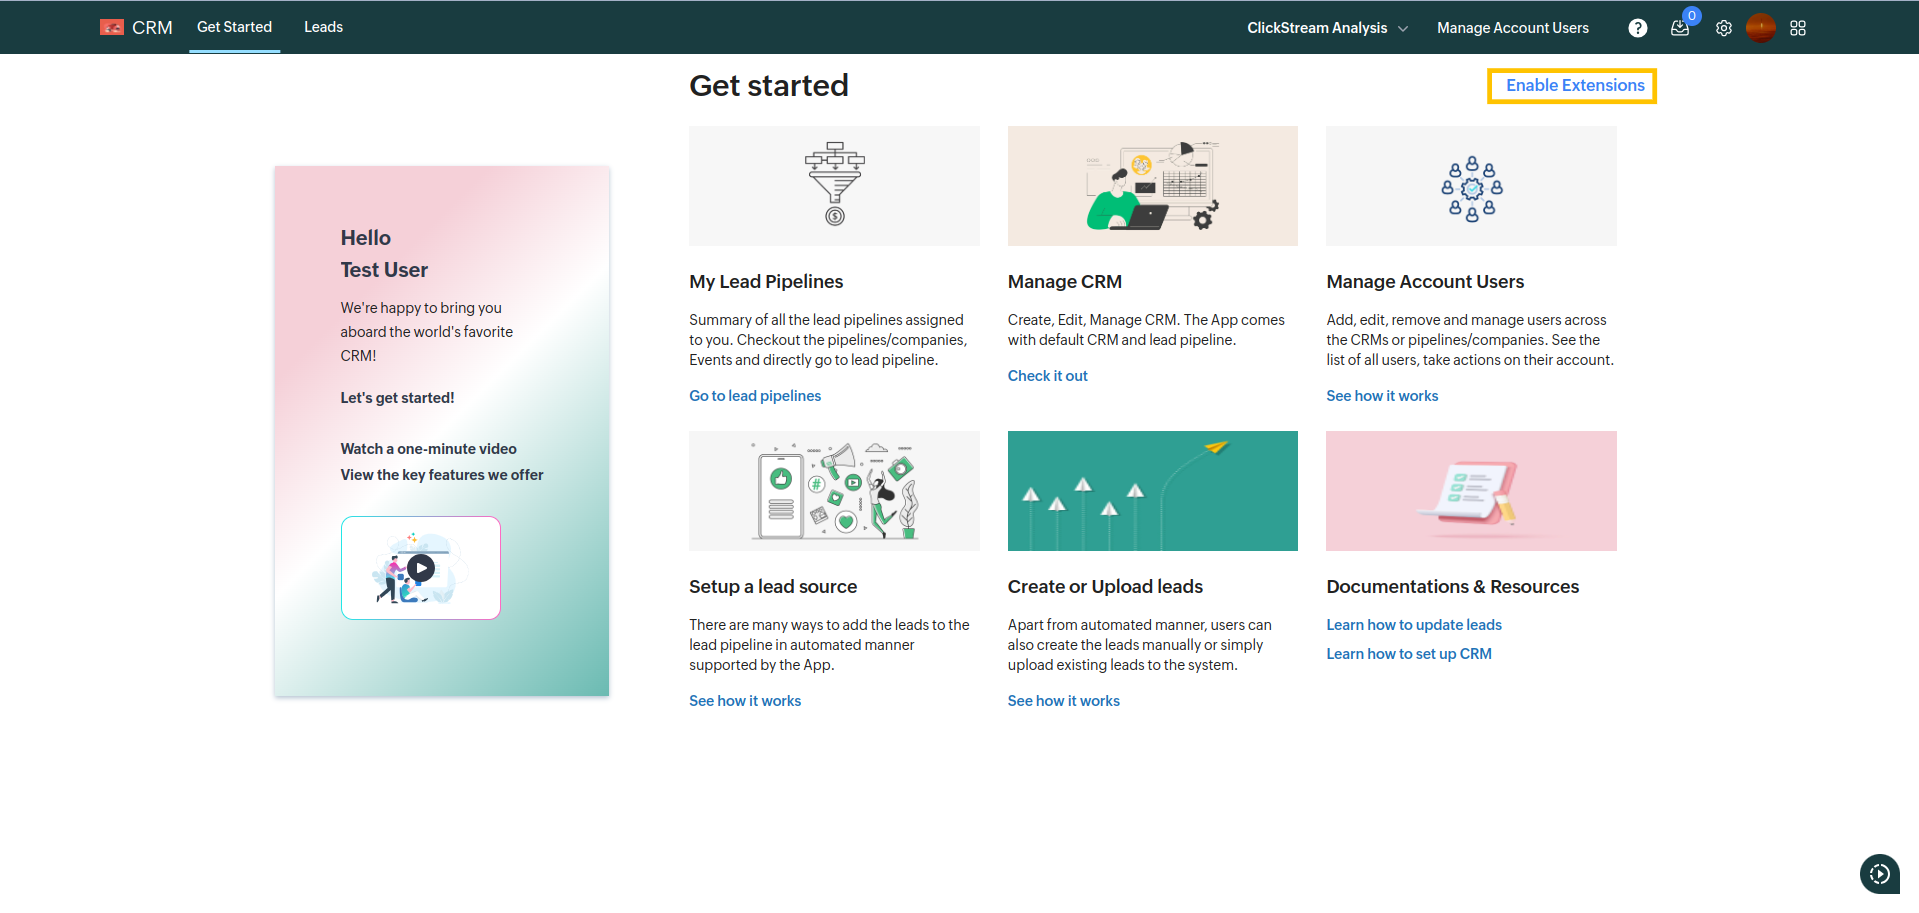 CRM
Get Started
Leads
ClickStream Analysis
Manage Account Users
?
0
Get started
Enable Extensions
Hello
Test User
We're happy to bring you
aboard the world's favorite
CRM!
Let's get started!
Watch a one-minute video
View the key features we offer
$
My Lead Pipelines
Summary of all the lead pipelines assigned
to you. Checkout the pipelines/companies,
Events and directly go to lead pipeline.
Go to lead pipelines
Manage CRM
Create, Edit, Manage CRM. The App comes
with default CRM and lead pipeline.
Check it out
Manage Account Users
Add, edit, remove and manage users across
the CRMs or pipelines/companies. See the
list of all users, take actions on their account.
See how it works
#
Setup a lead source
There are many ways to add the leads to the
lead pipeline in automated manner
supported by the App.
See how it works
Create or Upload leads
Apart from automated manner, users can
also create the leads manually or simply
upload existing leads to the system.
See how it works
Documentations & Resources
Learn how to update leads
Learn how to set up CRM